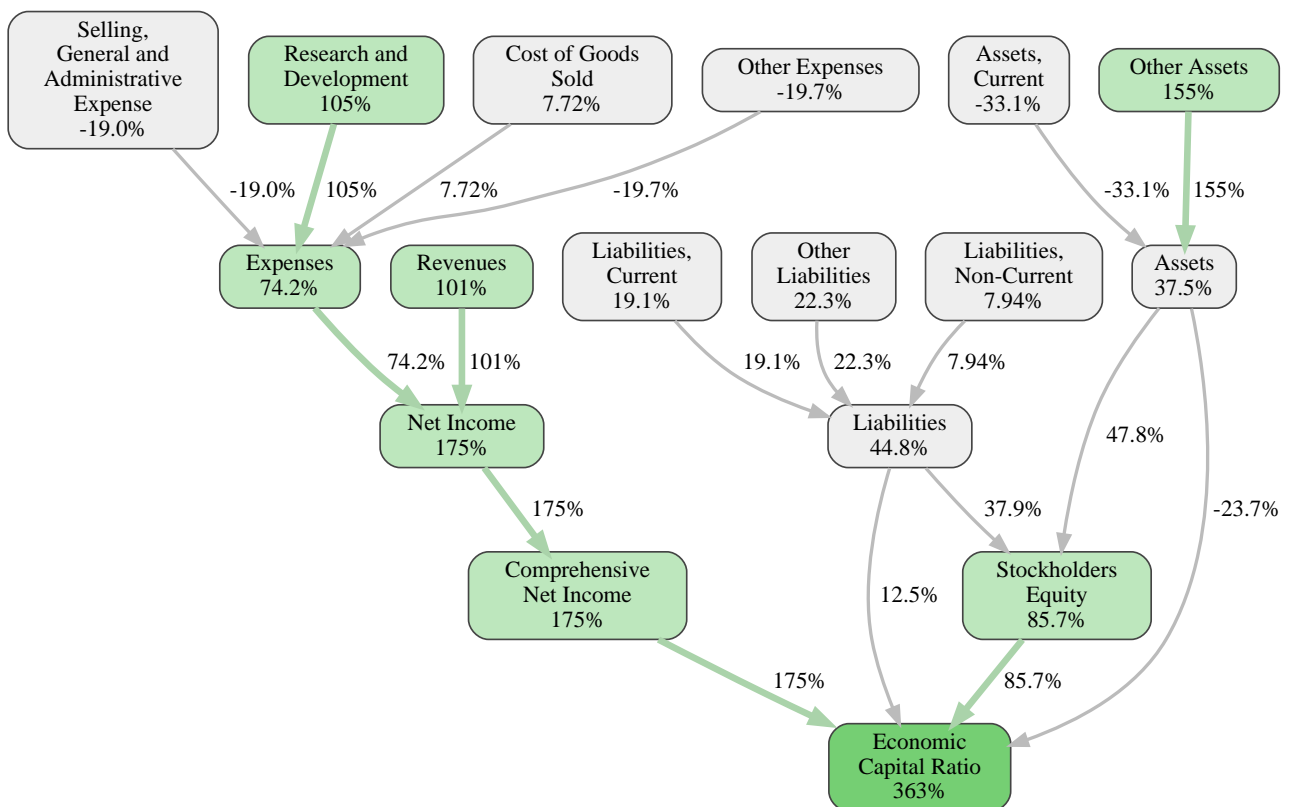 Selling,
General and
Administrative
Expense
-19.0%
Research and
Development
105%
Cost of Goods
Sold
7.72%
Other Expenses
-19.7%
Assets,
Current
-33.1%
Other Assets
155%
-19.0%
105%
7.72%
-19.7%
-33.1%
155%
Expenses
74.2%
Revenues
101%
Liabilities,
Current
19.1%
Other
Liabilities
22.3%
Liabilities,
Non-Current
7.94%
Assets
37.5%
74.2%
101%
19.1%
22.3%
7.94%
Net Income
175%
Liabilities
44.8%
47.8%
175%
37.9%
-23.7%
Comprehensive
Net Income
175%
12.5%
Stockholders
Equity
85.7%
175%
85.7%
Economic
Capital Ratio
363%